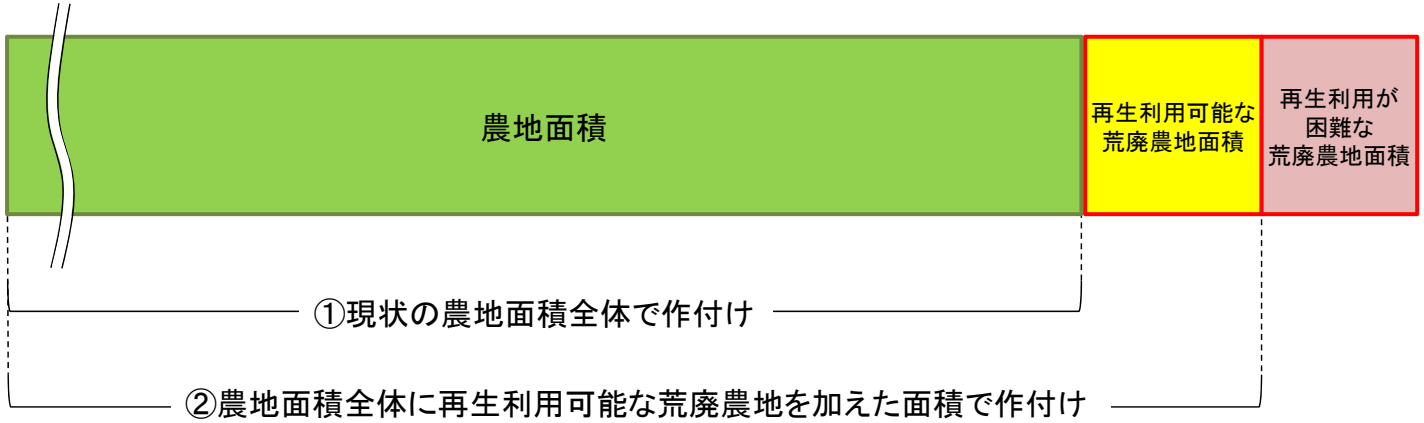 農地面積
再生利用可能な
荒廃農地面積
再生利用が
困難な
荒廃農地面積
①現状の農地面積全体で作付け
②農地面積全体に再生利用可能な荒廃農地を加えた面積で作付け